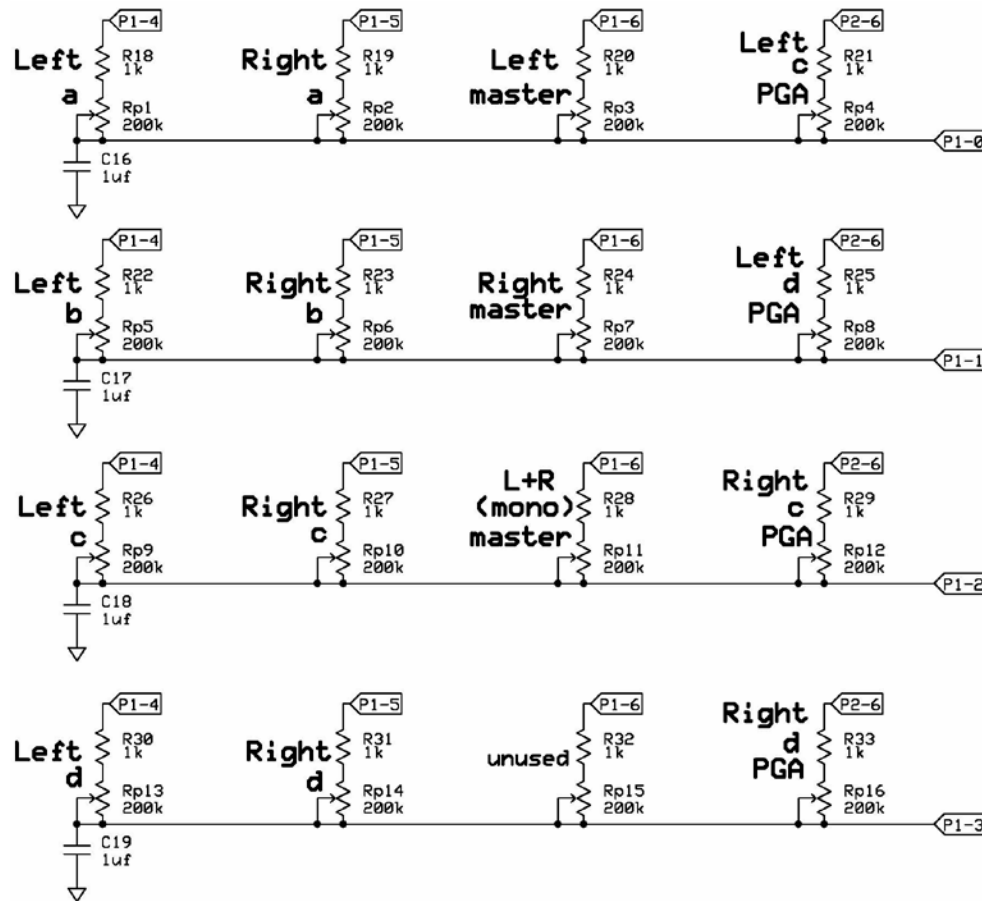 P1-4
P1-5
P1-6
P2-6
Left
a
R18
1k
Rp1
200k
Right
a
R19
1k
Rp2
200k
Left
master
R20
1k
Rp3
200k
Left
c
PGA
R21
1k
Rp4
200k
P1-0
C16
1uf
P1-4
P1-5
P1-6
P2-6
Left
b
R22
1k
Rp5
200k
Right
b
R23
1k
Rp6
200k
Right
master
R24
1k
Rp7
200k
Left
d
PGA
R25
1k
Rp8
200k
P1-1
C17
1uf
P1-4
P1-5
P1-6
P2-6
Left
c
R26
1k
Rp9
200k
Right
c
R27
1k
Rp10
200k
L+R
(mono)
master
R28
1k
Rp11
200k
Right
c
PGA
R29
1k
Rp12
200k
P1-2
C18
1uf
P1-4
P1-5
P1-6
P2-6
Left
d
R30
1k
Rp13
200k
Right
d
R31
1k
Rp14
200k
unused
R32
1k
Rp15
200k
Right
d
PGA
R33
1k
Rp16
200k
P1-3
C19
1uf